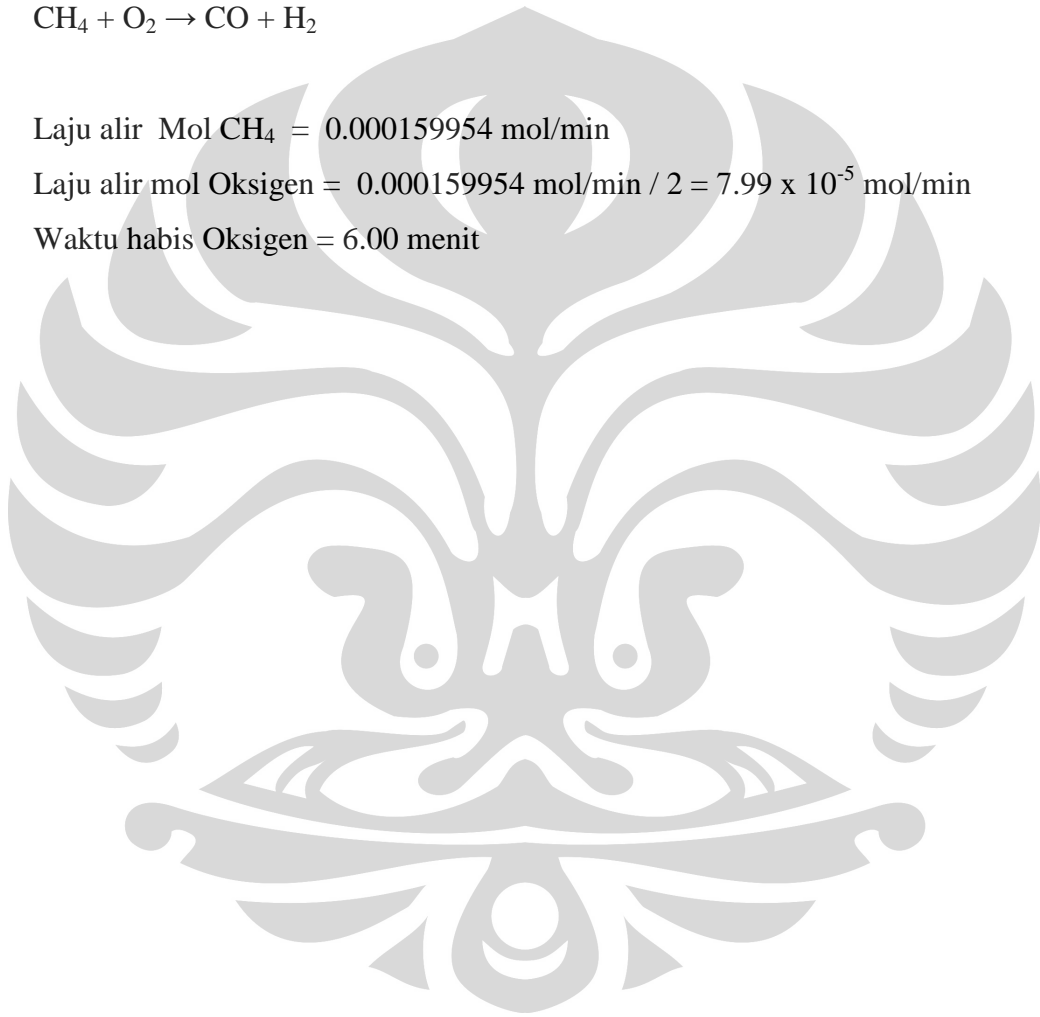 CH₄ + O₂ → CO + H₂
Laju alir Mol CH₄ = 0.000159954 mol/min
Laju alir mol Oksigen = 0.000159954 mol/min / 2 = 7.99 x 10⁻⁵ mol/min
Waktu habis Oksigen = 6.00 menit